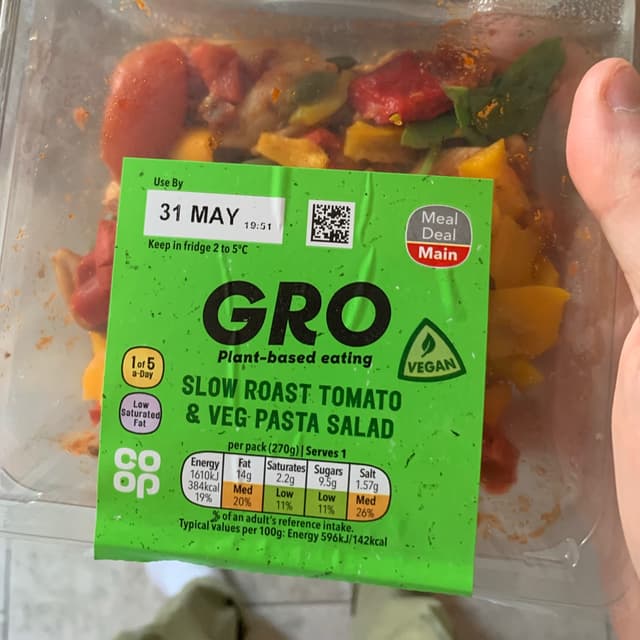 Use By
31 MAY 19:51
Keep in fridge 2 to 5°C
Meal
Deal
Main
GRO
Plant-based eating
VEGAN
1 of 5
a-Day
SLOW ROAST TOMATO
& VEG PASTA SALAD
Low
Saturated
Fat
CO
OP
per pack (270g) | Serves 1
Energy Fat Saturates Sugars Salt
1610kJ 14g 2.2g 9.5g 1.57g
384kcal Med Low Low Med
19% 20% 11% 11% 26%
% of an adult's reference intake.
Typical values per 100g: Energy 596kJ/142kcal